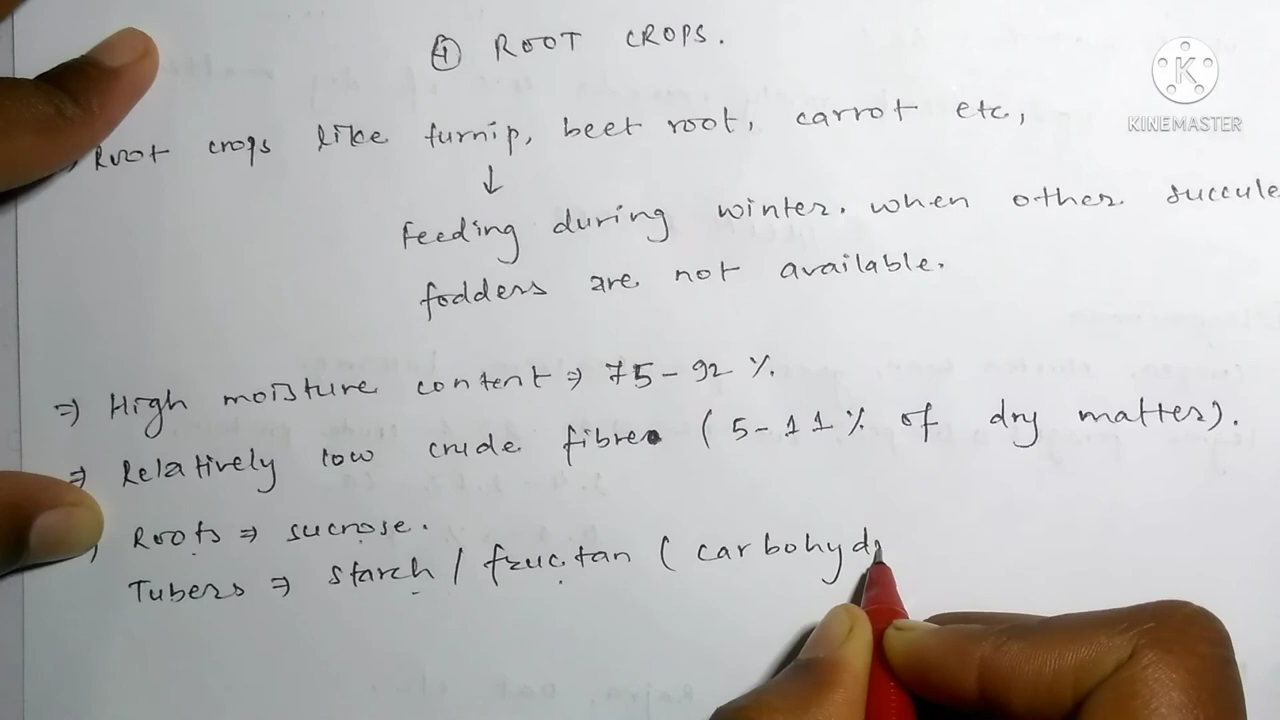 ④ ROOT CROPS.
K
KINEMASTER
Root crops like turnip, beet root, carrot etc,
↓
Feeding during winter. when other succule
fodders are not available.
⇒ High moisture content ⇒ 75-92 %.
⇒ Relatively low crude fibre (5-11% of dry matter).
Roots ⇒ sucrose.
Tubers ⇒ starch / fructan (carbohyd